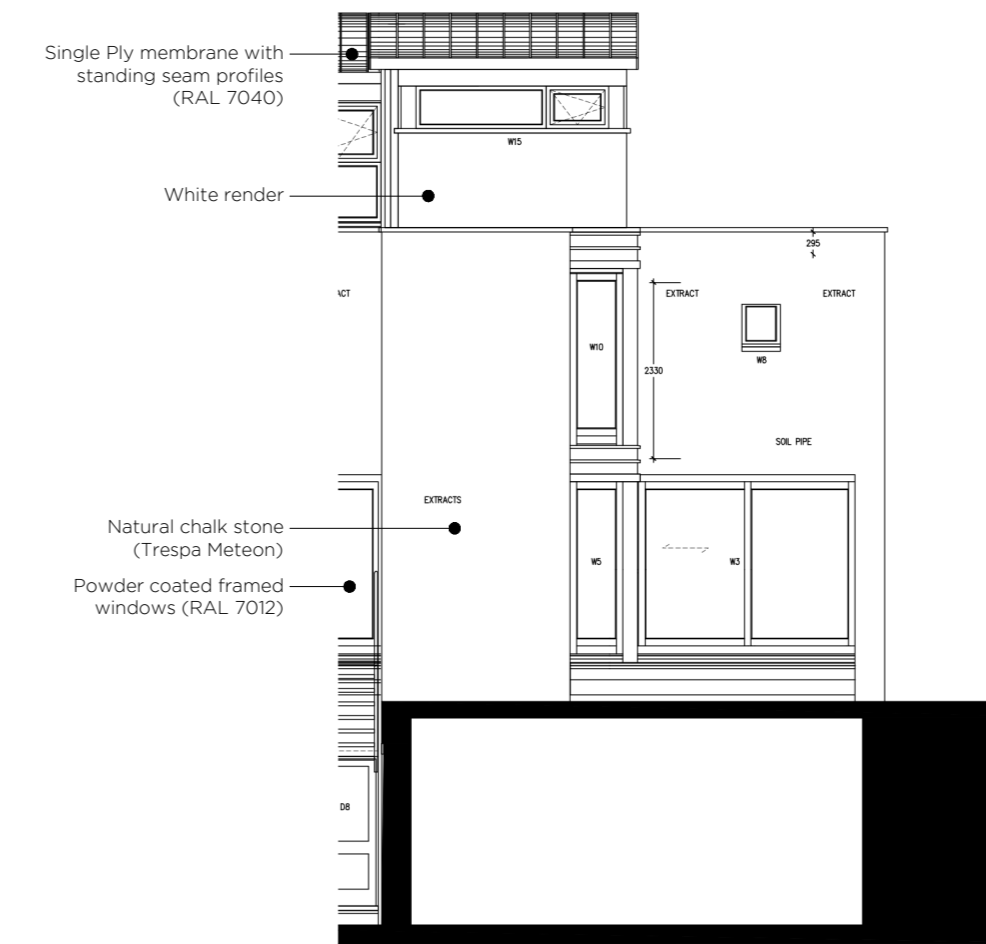 Single Ply membrane with
standing seam profiles
(RAL 7040)
W15
White render
295
ACT
EXTRACT
EXTRACT
W10
W8
2330
SOIL PIPE
EXTRACTS
Natural chalk stone
(Trespa Meteon)
W5
W3
Powder coated framed
windows (RAL 7012)
D8